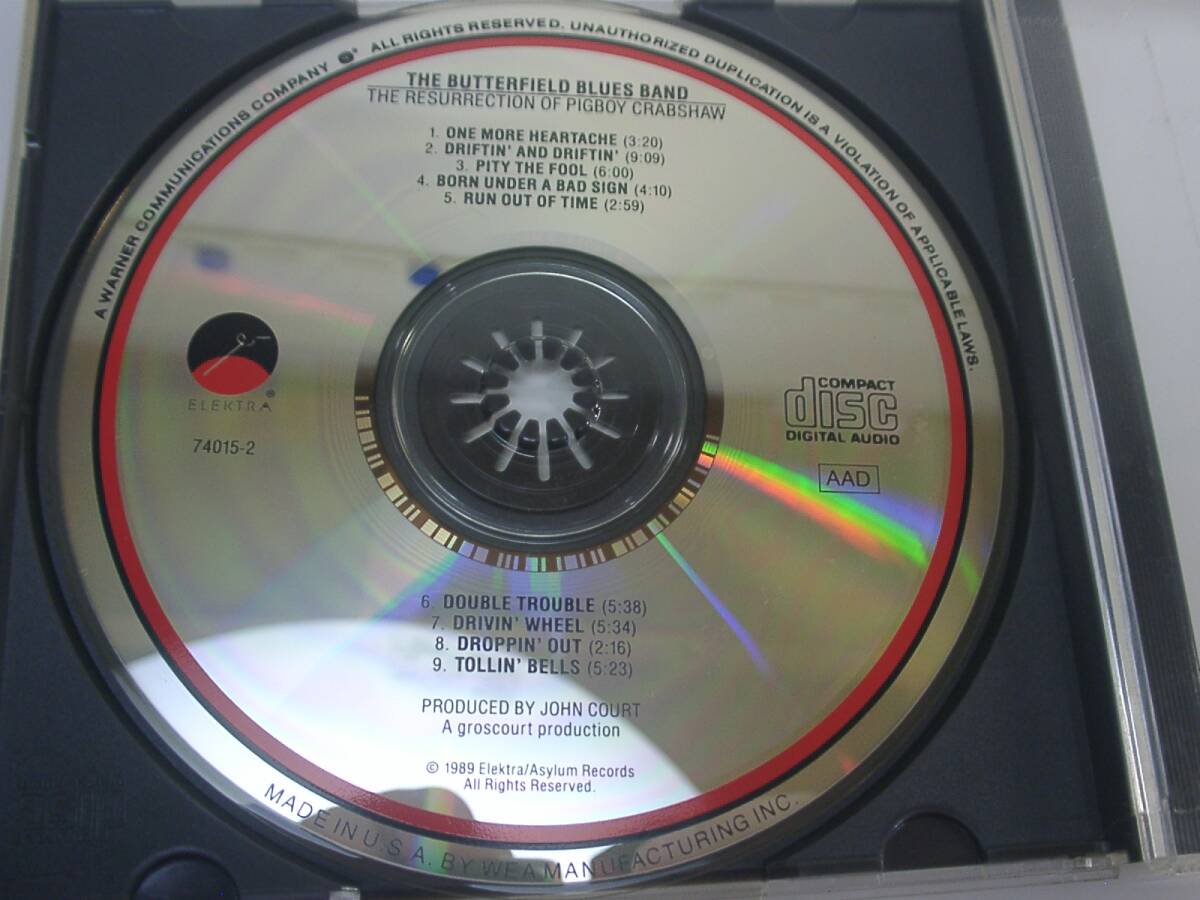 A WARNER COMMUNICATIONS COMPANY ℗* ALL RIGHTS RESERVED. UNAUTHORIZED DUPLICATION IS A VIOLATION OF APPLICABLE LAWS.
THE BUTTERFIELD BLUES BAND
THE RESURRECTION OF PIGBOY CRABSHAW
1. ONE MORE HEARTACHE (3:20)
2. DRIFTIN' AND DRIFTIN' (9:09)
3. PITY THE FOOL (6:00)
4. BORN UNDER A BAD SIGN (4:10)
5. RUN OUT OF TIME (2:59)
ELEKTRA®
74015-2
COMPACT
disc
DIGITAL AUDIO
AAD
6. DOUBLE TROUBLE (5:38)
7. DRIVIN' WHEEL (5:34)
8. DROPPIN' OUT (2:16)
9. TOLLIN' BELLS (5:23)
PRODUCED BY JOHN COURT
A groscourt production
© 1989 Elektra/Asylum Records
All Rights Reserved.
MADE IN U.S.A. BY WEA MANUFACTURING INC.